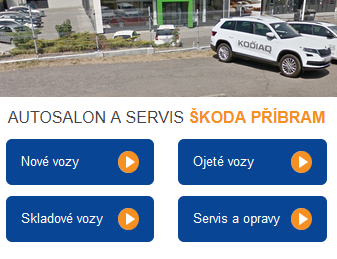 KODIAQ
AUTOSALON A SERVIS ŠKODA PŘÍBRAM
Nové vozy
Ojeté vozy
Skladové vozy
Servis a opravy